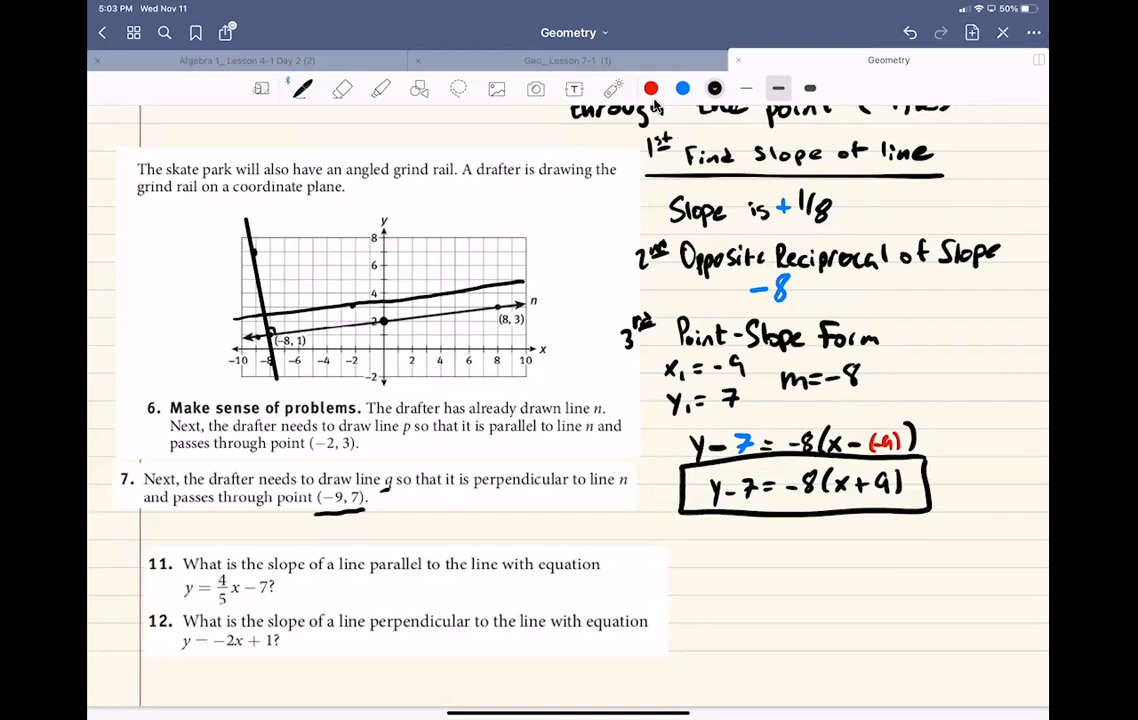 5:03 PM Wed Nov 11
50%
Geometry
Algebra 1_ Lesson 4-1 Day 2 (2)
Geo_ Lesson 7-1 (1)
Geometry
through the point (
1st Find Slope of line
The skate park will also have an angled grind rail. A drafter is drawing the
grind rail on a coordinate plane.
Slope is +1/8
2nd Opposite Reciprocal of Slope
-8
3rd Point-Slope Form
x₁ = -9
m=-8
y₁ = 7
y-7 = -8(x-(-9))
y-7 = -8(x+9)
y
8
6
4
2
-2
n
(8, 3)
(-8, 1)
x
-10 -8 -6 -4 -2 2 4 6 8 10
6. Make sense of problems. The drafter has already drawn line n.
Next, the drafter needs to draw line p so that it is parallel to line n and
passes through point (−2, 3).
7. Next, the drafter needs to draw line q so that it is perpendicular to line n
and passes through point (−9, 7).
11. What is the slope of a line parallel to the line with equation
y = 4/5 x − 7?
12. What is the slope of a line perpendicular to the line with equation
y = −2x + 1?